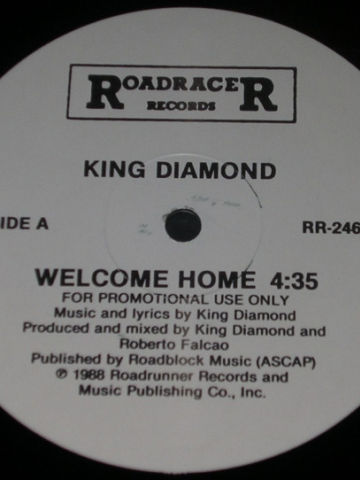 ROADRACER
RECORDS
KING DIAMOND
IDE A
RR-246
WELCOME HOME 4:35
FOR PROMOTIONAL USE ONLY
Music and lyrics by King Diamond
Produced and mixed by King Diamond and
Roberto Falcao
Published by Roadblock Music (ASCAP)
℗ 1988 Roadrunner Records and
Music Publishing Co., Inc.